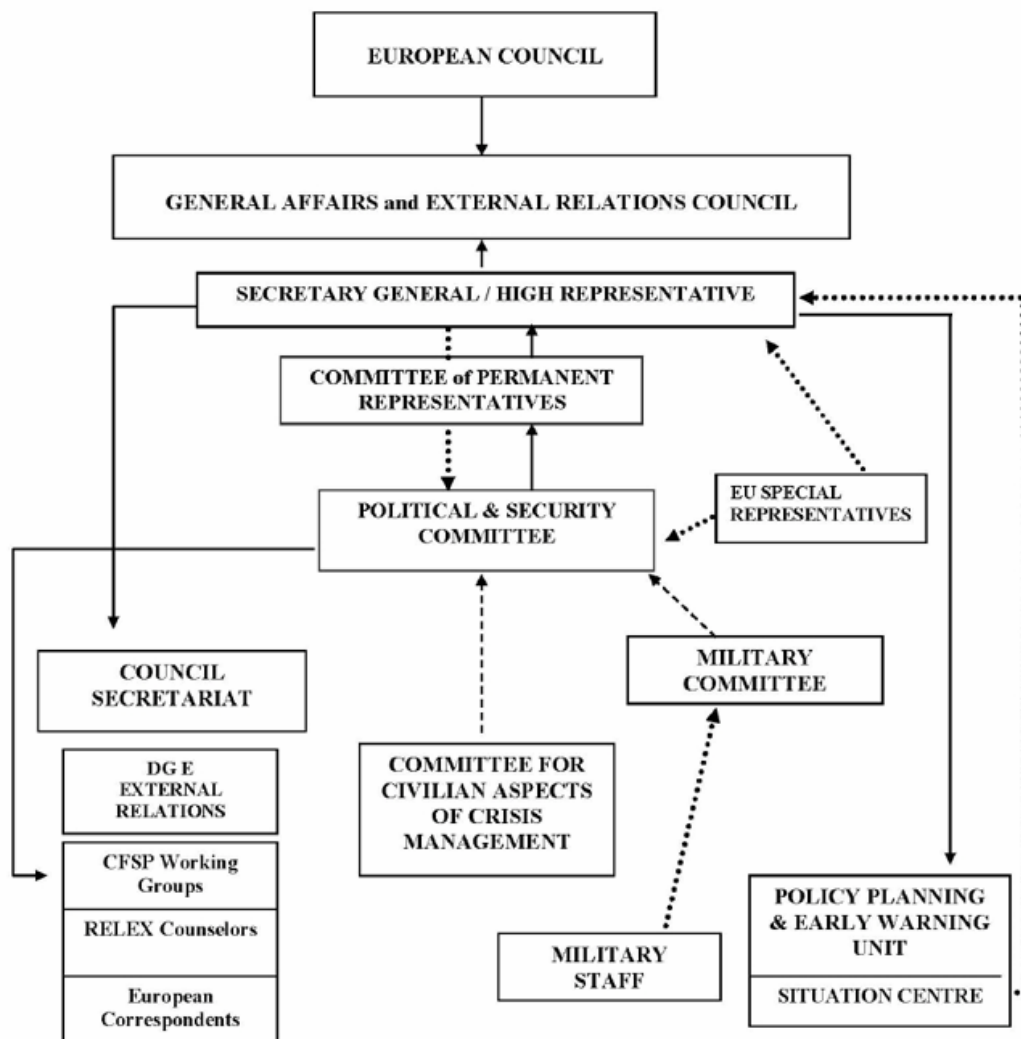 EUROPEAN COUNCIL
GENERAL AFFAIRS and EXTERNAL RELATIONS COUNCIL
SECRETARY GENERAL / HIGH REPRESENTATIVE
COMMITTEE of PERMANENT
REPRESENTATIVES
POLITICAL & SECURITY
COMMITTEE
EU SPECIAL
REPRESENTATIVES
COUNCIL
SECRETARIAT
MILITARY
COMMITTEE
DG E
EXTERNAL
RELATIONS
COMMITTEE FOR
CIVILIAN ASPECTS
OF CRISIS
MANAGEMENT
CFSP Working
Groups
RELEX Counselors
European
Correspondents
MILITARY
STAFF
POLICY PLANNING
& EARLY WARNING
UNIT
SITUATION CENTRE